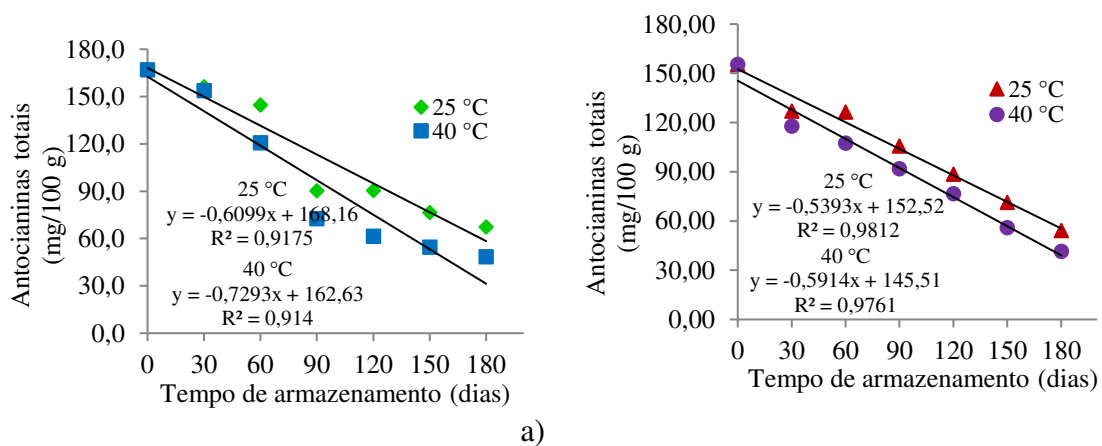 Antocianinas totais
(mg/100 g)
180,0
150,0
120,0
90,0
60,0
30,0
0,0
25 °C
40 °C
25 °C
y = -0,6099x + 168,16
R² = 0,9175
40 °C
y = -0,7293x + 162,63
R² = 0,914
0 30 60 90 120 150 180
Tempo de armazenamento (dias)
Antocianinas totais
(mg/100 g)
180,00
150,00
120,00
90,00
60,00
30,00
0,00
25 °C
40 °C
25 °C
y = -0,5393x + 152,52
R² = 0,9812
40 °C
y = -0,5914x + 145,51
R² = 0,9761
0 30 60 90 120 150 180
Tempo de armazenamento (dias)
a)